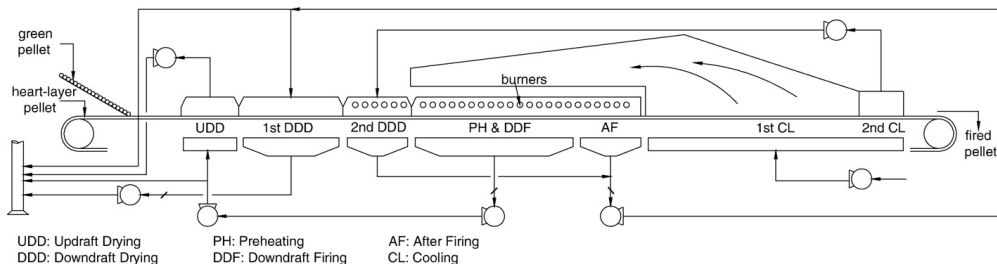 green
pellet
heart-layer
pellet
burners
UDD
1st DDD
2nd DDD
PH & DDF
AF
1st CL
2nd CL
fired
pellet
UDD: Updraft Drying
PH: Preheating
AF: After Firing
DDD: Downdraft Drying
DDF: Downdraft Firing
CL: Cooling